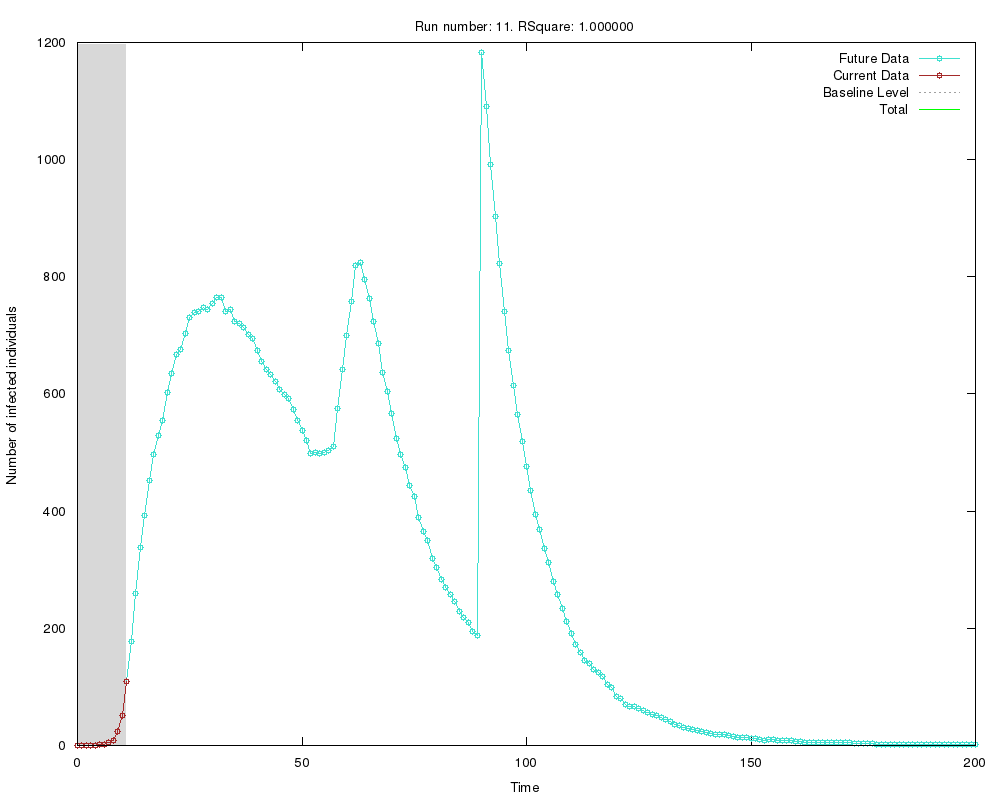 Run number: 11. RSquare: 1.000000
1200
1000
800
600
400
200
0
Number of infected individuals
Future Data
Current Data
Baseline Level
Total
0
50
100
150
200
Time